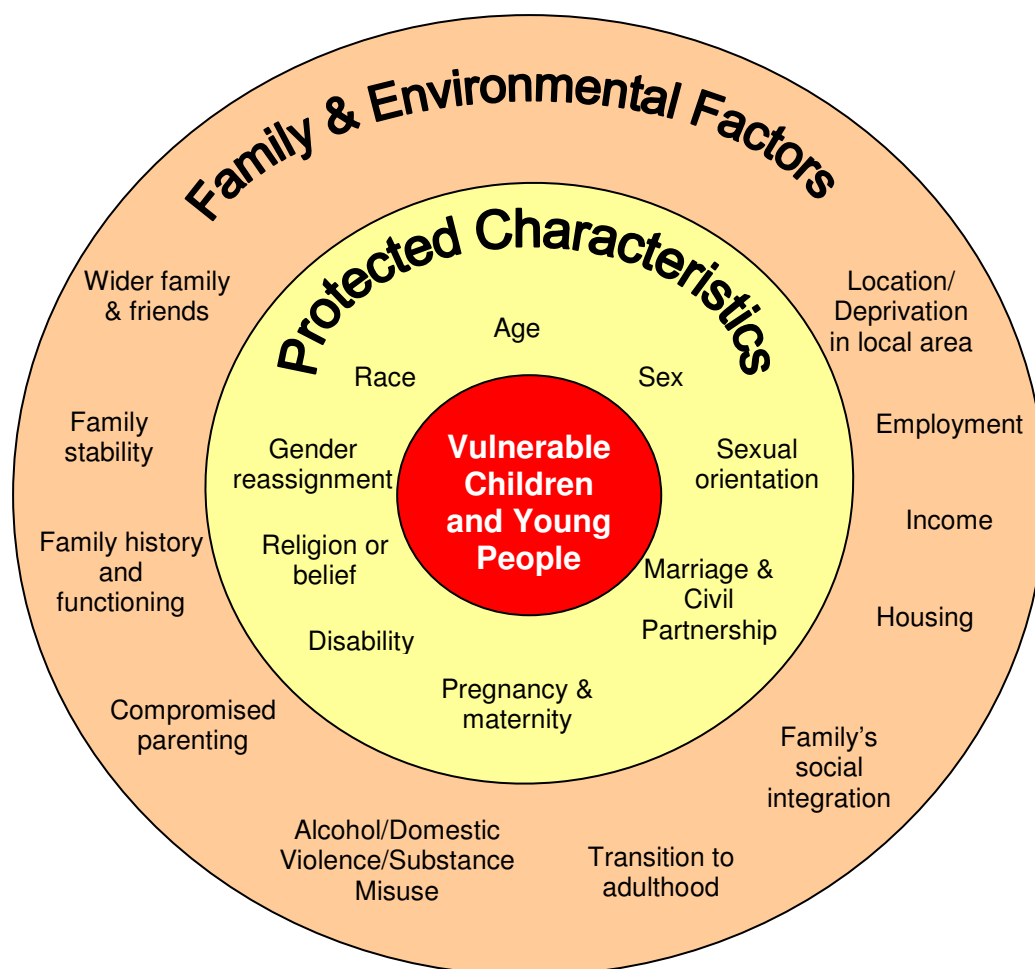 Family & Environmental Factors
Protected Characteristics
Wider family
& friends
Family
stability
Family history
and
functioning
Compromised
parenting
Alcohol/Domestic
Violence/Substance
Misuse
Transition to
adulthood
Family's
social
integration
Housing
Income
Employment
Location/
Deprivation
in local area
Age
Race
Sex
Gender
reassignment
Sexual
orientation
Religion or
belief
Marriage &
Civil
Partnership
Disability
Pregnancy &
maternity
Vulnerable
Children
and Young
People